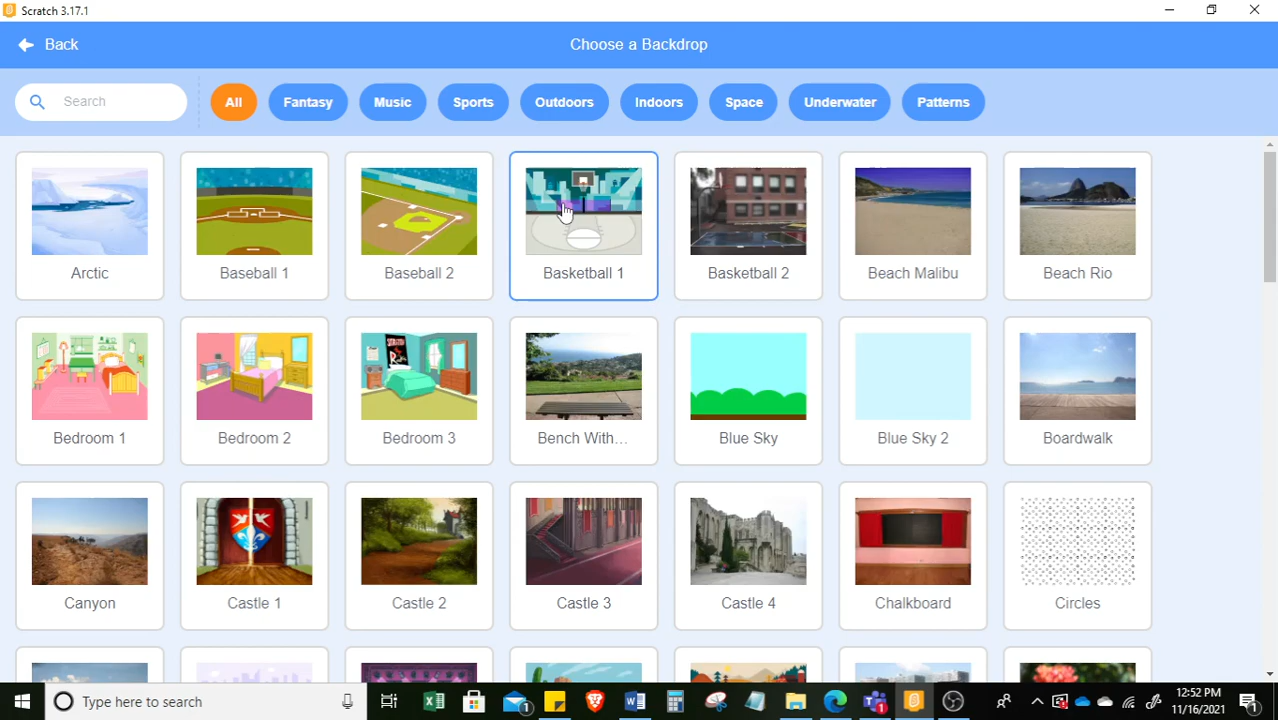 Scratch 3.17.1
Back
Choose a Backdrop
Search
All
Fantasy
Music
Sports
Outdoors
Indoors
Space
Underwater
Patterns
Arctic
Baseball 1
Baseball 2
Basketball 1
Basketball 2
Beach Malibu
Beach Rio
Bedroom 1
Bedroom 2
Bedroom 3
Bench With...
Blue Sky
Blue Sky 2
Boardwalk
Canyon
Castle 1
Castle 2
Castle 3
Castle 4
Chalkboard
Circles
Type here to search
12:52 PM
11/16/2021